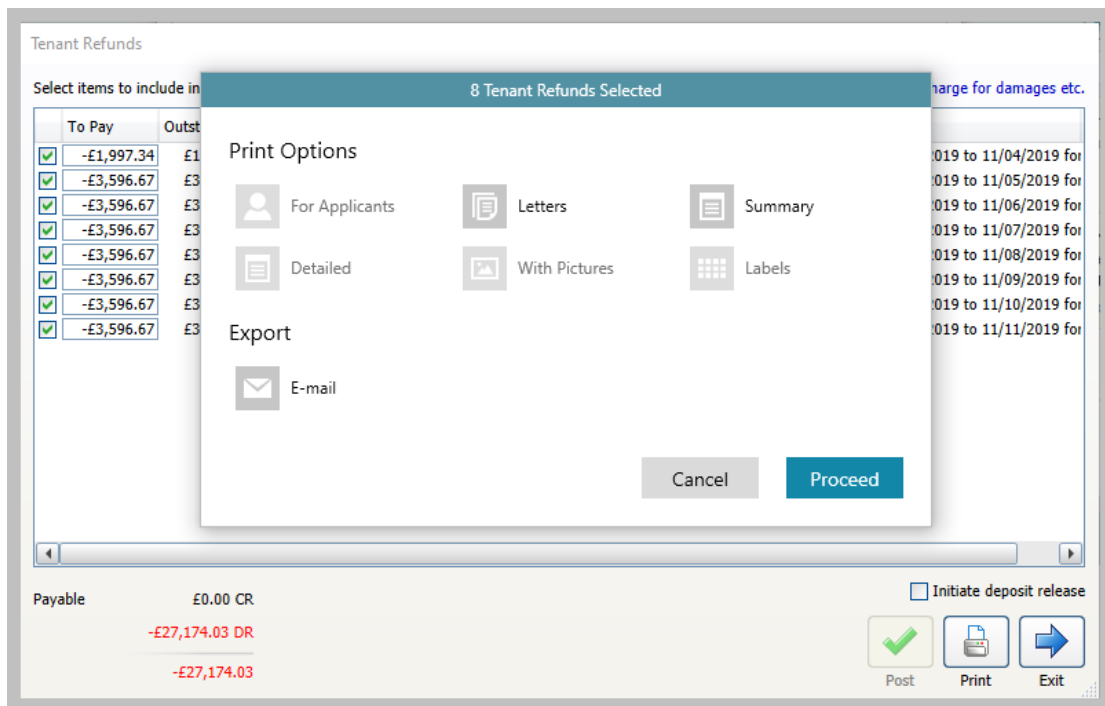 Tenant Refunds
Select items to include in
8 Tenant Refunds Selected
harge for damages etc.
To Pay Outst
-£1,997.34 £1 2019 to 11/04/2019 for
-£3,596.67 £3 2019 to 11/05/2019 for
-£3,596.67 £3 2019 to 11/06/2019 for
-£3,596.67 £3 2019 to 11/07/2019 for
-£3,596.67 £3 2019 to 11/08/2019 for
-£3,596.67 £3 2019 to 11/09/2019 for
-£3,596.67 £3 2019 to 11/10/2019 for
-£3,596.67 £3 2019 to 11/11/2019 for
Print Options
For Applicants Letters Summary
Detailed With Pictures Labels
Export
E-mail
Cancel Proceed
Initiate deposit release
Payable £0.00 CR
-£27,174.03 DR
-£27,174.03
Post Print Exit